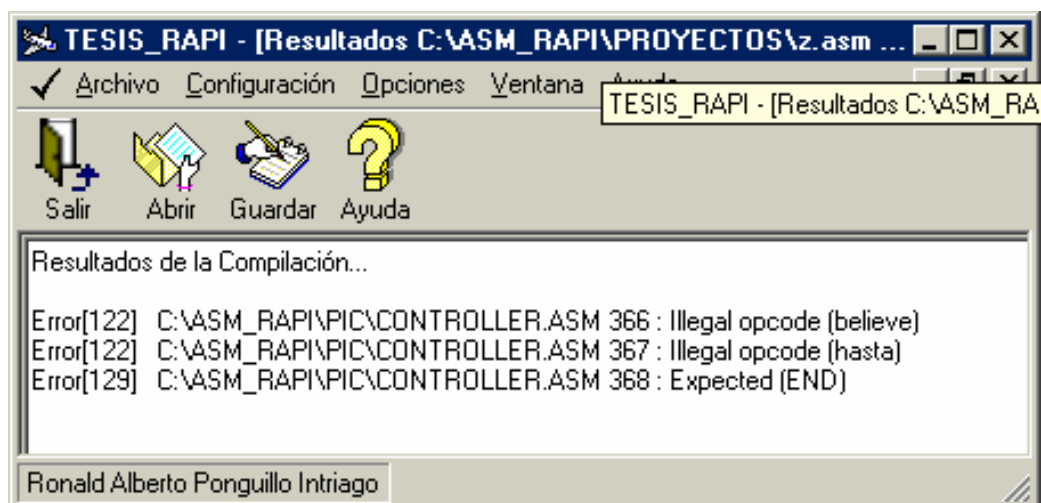 TESIS_RAPI - [Resultados C:\ASM_RAPI\PROYECTOS\z.asm ...
Archivo Configuración Opciones Ventana
TESIS_RAPI - [Resultados C:\ASM_RA
Salir Abrir Guardar Ayuda
Resultados de la Compilación...
Error[122] C:\ASM_RAPI\PIC\CONTROLLER.ASM 366 : Illegal opcode (believe)
Error[122] C:\ASM_RAPI\PIC\CONTROLLER.ASM 367 : Illegal opcode (hasta)
Error[129] C:\ASM_RAPI\PIC\CONTROLLER.ASM 368 : Expected (END)
Ronald Alberto Ponguillo Intriago